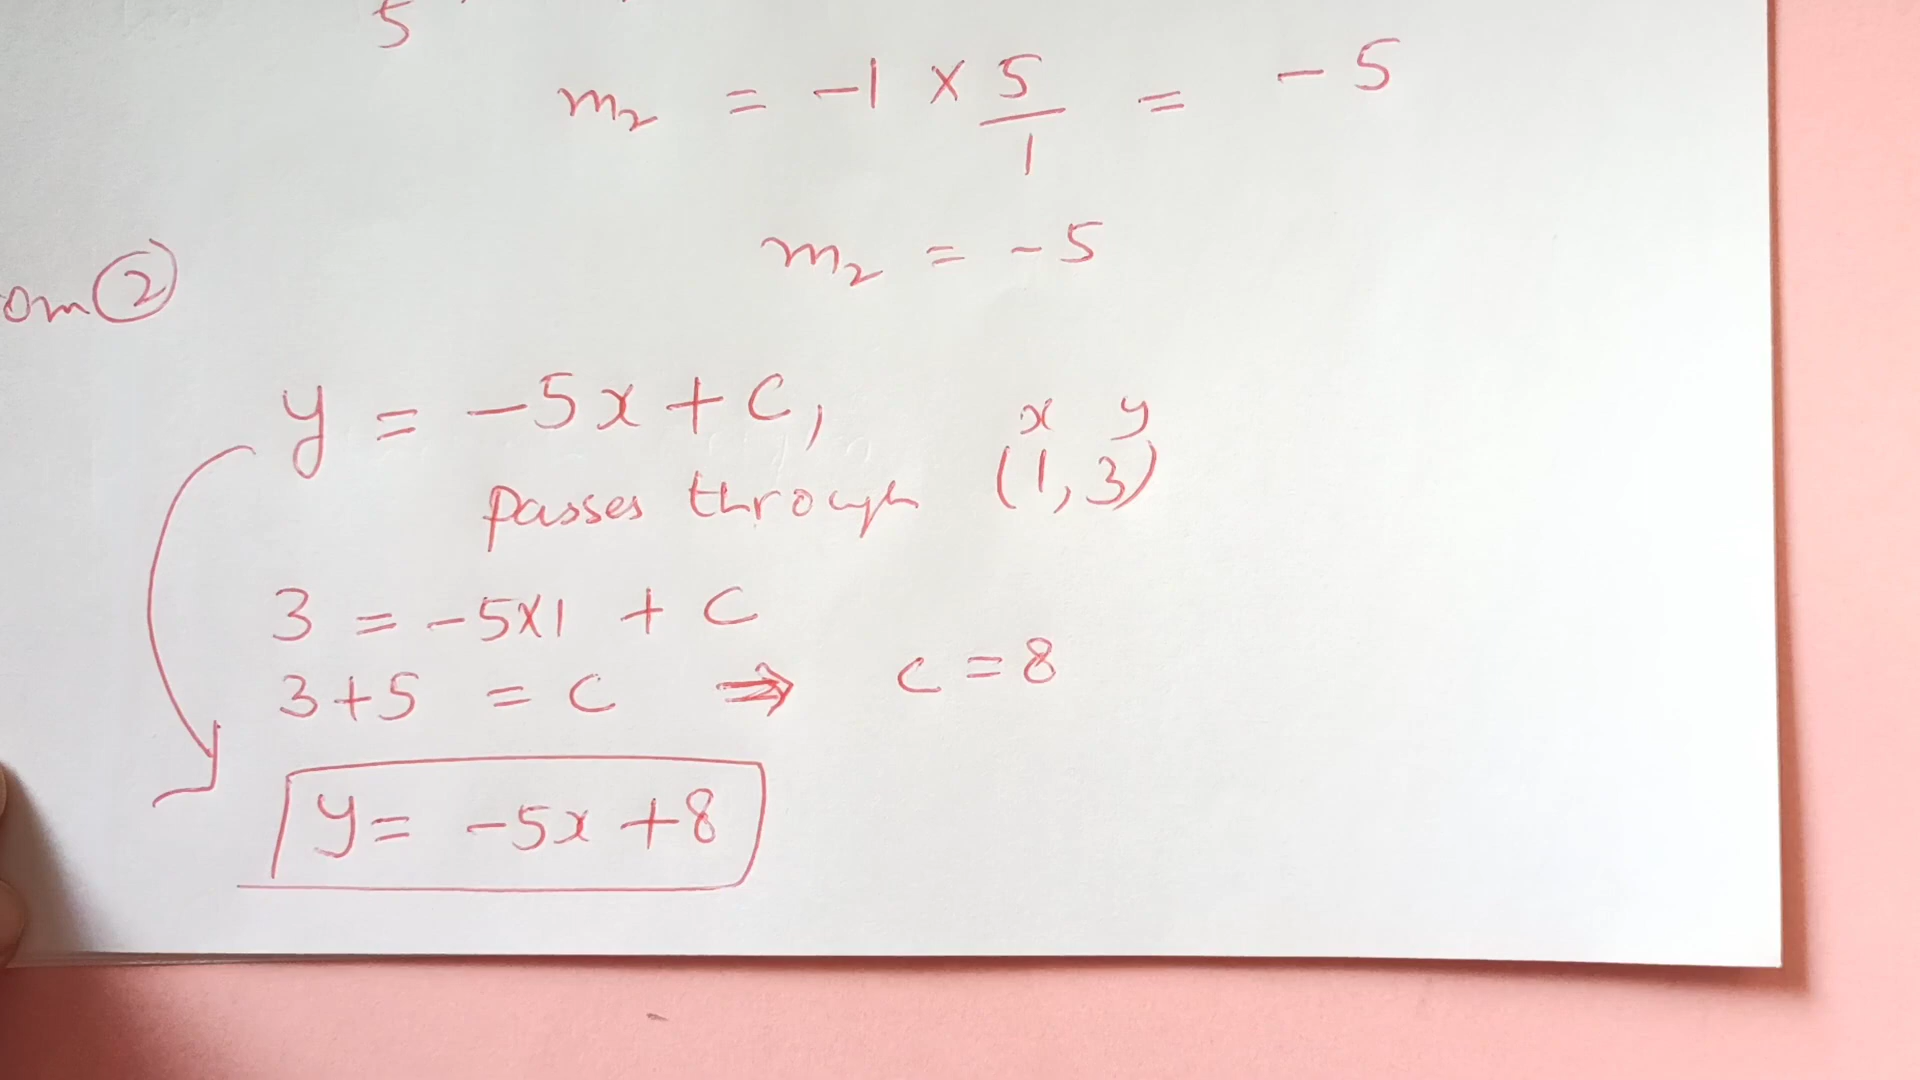 5
m₂ = -1 × 5/1 = -5
m₂ = -5
om ②
y = -5x + c,
x y
passes through (1, 3)
3 = -5×1 + c
3+5 = c ⇒ c = 8
y = -5x + 8